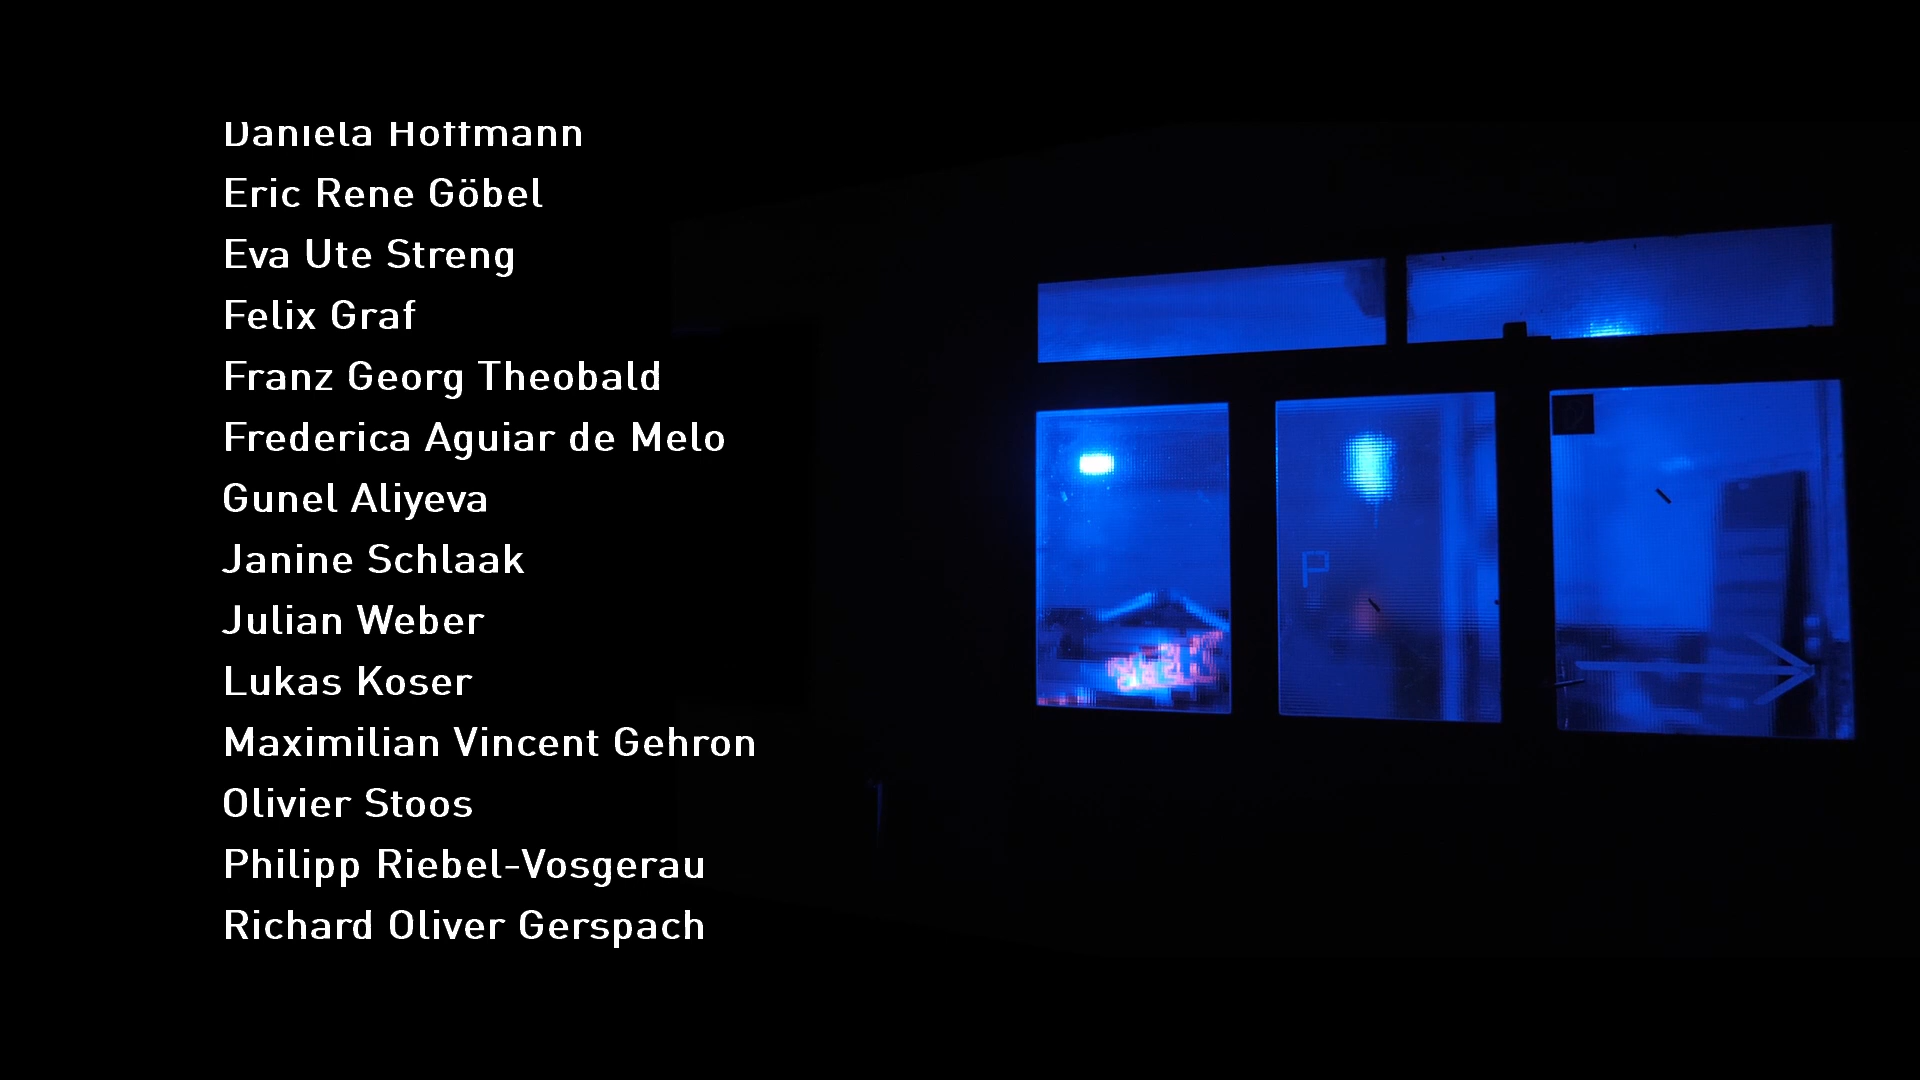 Daniela Hoffmann
Eric Rene Göbel
Eva Ute Streng
Felix Graf
Franz Georg Theobald
Frederica Aguiar de Melo
Gunel Aliyeva
Janine Schlaak
Julian Weber
Lukas Koser
Maximilian Vincent Gehron
Olivier Stoos
Philipp Riebel-Vosgerau
Richard Oliver Gerspach
P